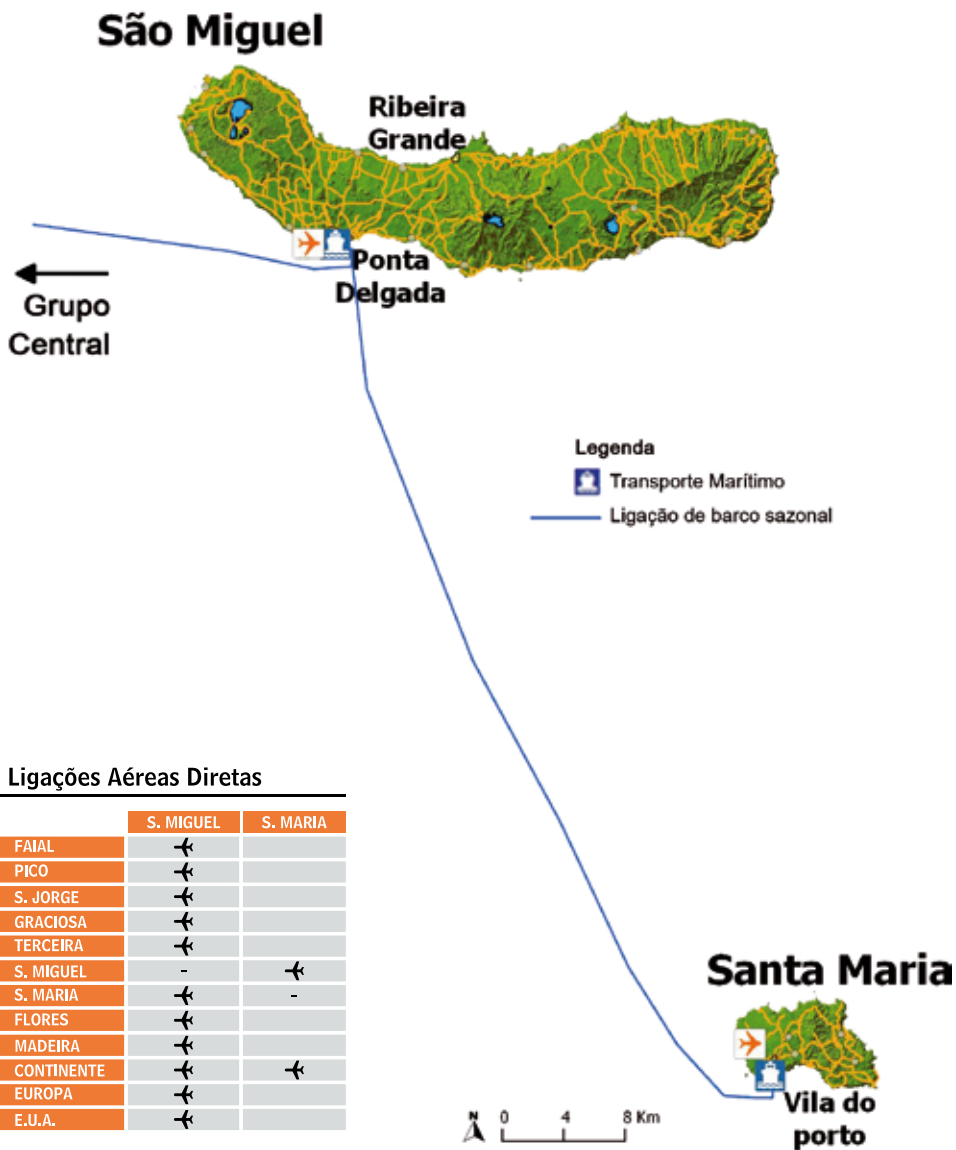 São Miguel
Ribeira
Grande
Ponta
Delgada
Grupo
Central
Legenda
Transporte Marítimo
Ligação de barco sazonal
Ligações Aéreas Diretas
S. MIGUEL S. MARIA
FAIAL
PICO
S. JORGE
GRACIOSA
TERCEIRA
S. MIGUEL -
S. MARIA -
FLORES
MADEIRA
CONTINENTE
EUROPA
E.U.A.
Santa Maria
Vila do
porto
N 0 4 8 Km